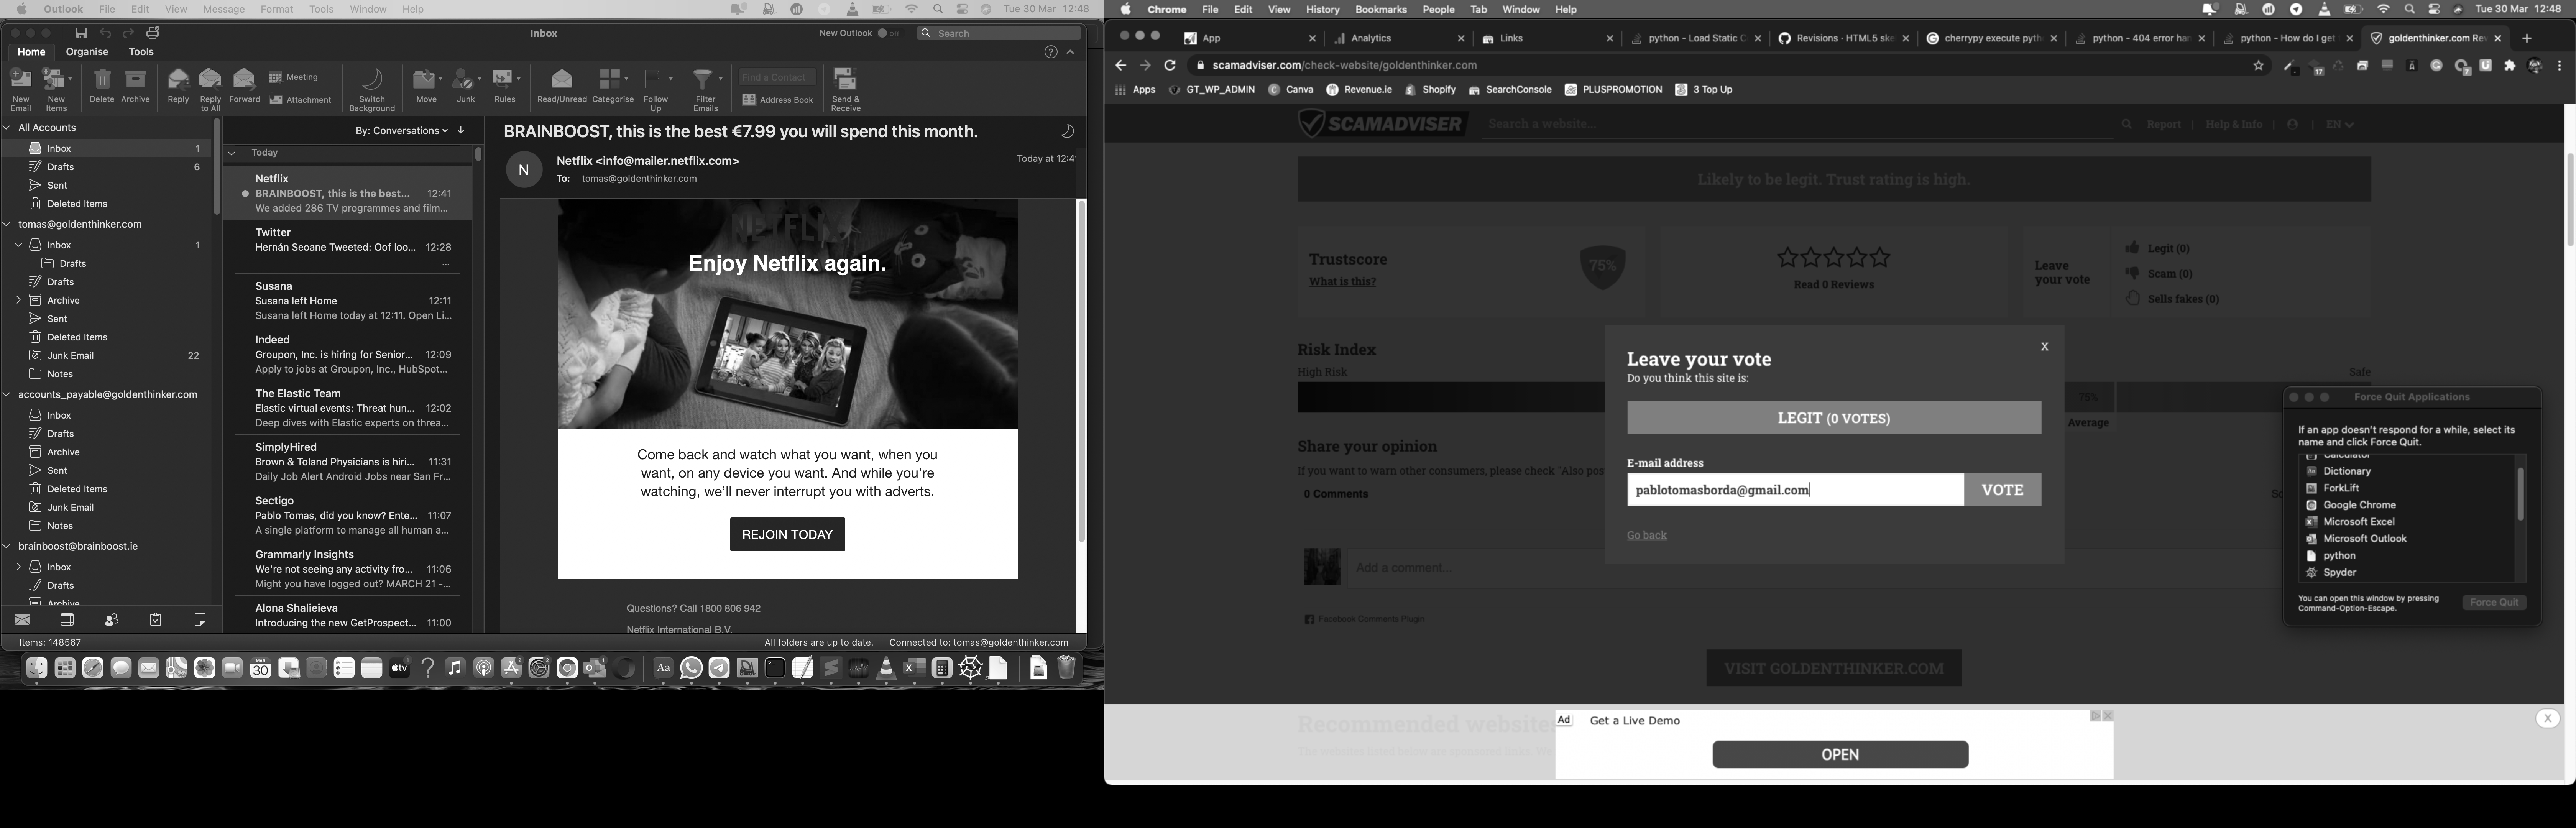 Outlook File Edit View Message Format Tools Window Help
Tue 30 Mar 12:48
Inbox
New Outlook
Search
Home Organise Tools
New Email
New Items
Delete
Archive
Reply
Reply to All
Forward
Meeting
Attachment
Switch Background
Move
Junk
Rules
Read/Unread
Categorise
Follow Up
Filter Emails
Find a Contact
Address Book
Send & Receive
All Accounts
Inbox 1
Drafts 6
Sent
Deleted Items
tomas@goldenthinker.com
Inbox 1
Drafts
Drafts
Archive
Sent
Deleted Items
Junk Email 22
Notes
accounts_payable@goldenthinker.com
Inbox
Drafts
Archive
Sent
Deleted Items
Junk Email
Notes
brainboost@brainboost.ie
Inbox
Drafts
Archive
Items: 148567
By: Conversations
Today
Netflix
BRAINBOOST, this is the best... 12:41
We added 286 TV programmes and film...
Twitter
Hernán Seoane Tweeted: Oof loo... 12:28
...
Susana
Susana left Home 12:11
Susana left Home today at 12:11. Open Li...
Indeed
Groupon, Inc. is hiring for Senior... 12:09
Apply to jobs at Groupon, Inc., HubSpot...
The Elastic Team
Elastic virtual events: Threat hun... 12:02
Deep dives with Elastic experts on threa...
SimplyHired
Brown & Toland Physicians is hiri... 11:31
Daily Job Alert Android Jobs near San Fr...
Sectigo
Pablo Tomas, did you know? Ente... 11:07
A single platform to manage all human a...
Grammarly Insights
We're not seeing any activity fro... 11:06
Might you have logged out? MARCH 21 -...
Alona Shalieieva
Introducing the new GetProspect... 11:00
BRAINBOOST, this is the best €7.99 you will spend this month.
N
Netflix <info@mailer.netflix.com>
Today at 12:4
To: tomas@goldenthinker.com
NETFLIX
Enjoy Netflix again.
Come back and watch what you want, when you
want, on any device you want. And while you're
watching, we'll never interrupt you with adverts.
REJOIN TODAY
Questions? Call 1800 806 942
Netflix International B.V.
All folders are up to date. Connected to: tomas@goldenthinker.com
MAR
30
tv
Aa
Chrome File Edit View History Bookmarks People Tab Window Help
Tue 30 Mar 12:48
App
Analytics
Links
python - Load Static C
Revisions · HTML5 ske
cherrypy execute pyth
python - 404 error han
python - How do I get
goldenthinker.com Rev
scamadviser.com/check-website/goldenthinker.com
17
Apps GT_WP_ADMIN Canva Revenue.ie Shopify SearchConsole PLUSPROMOTION 3 Top Up
SCAMADVISER
Search a website...
Report
Help & Info
EN
Likely to be legit. Trust rating is high.
Trustscore
What is this?
75%
Read 0 Reviews
Leave your vote
Legit (0)
Scam (0)
Sells fakes (0)
Risk Index
High Risk
Safe
75%
Average
Share your opinion
If you want to warn other consumers, please check "Also pos
0 Comments
Add a comment...
Facebook Comments Plugin
Leave your vote
X
Do you think this site is:
LEGIT (0 VOTES)
E-mail address
pablotomasborda@gmail.com
VOTE
Go back
VISIT GOLDENTHINKER.COM
Recommended websites
Ad
Get a Live Demo
OPEN
X
Force Quit Applications
If an app doesn't respond for a while, select its
name and click Force Quit.
Calculator
Dictionary
ForkLift
Google Chrome
Microsoft Excel
Microsoft Outlook
python
Spyder
You can open this window by pressing
Command-Option-Escape.
Force Quit